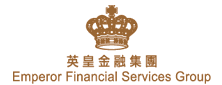 英皇金融集團
Emperor Financial Services Group